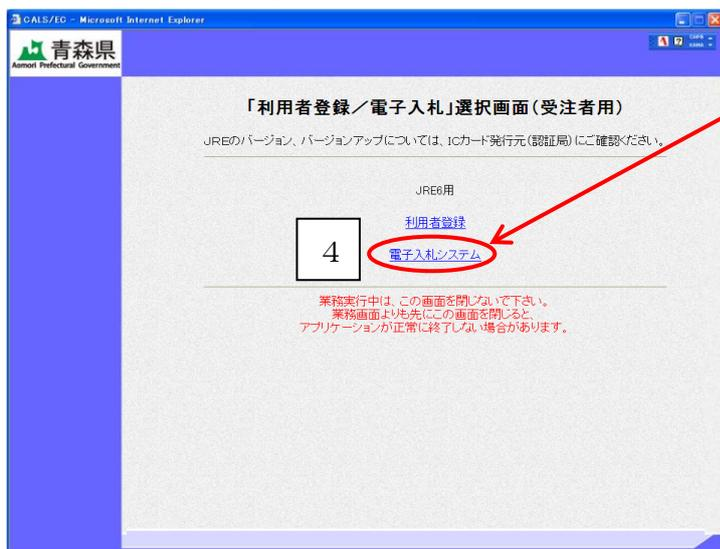 CALS/EC - Microsoft Internet Explorer
青森県
Aomori Prefectural Government
CAPS
KANA
「利用者登録／電子入札」選択画面(受注者用)
JREのバージョン、バージョンアップについては、ICカード発行元(認証局)にご確認ください。
JRE6用
利用者登録
4
電子入札システム
業務実行中は、この画面を閉じないで下さい。
業務画面よりも先にこの画面を閉じると、
アプリケーションが正常に終了しない場合があります。